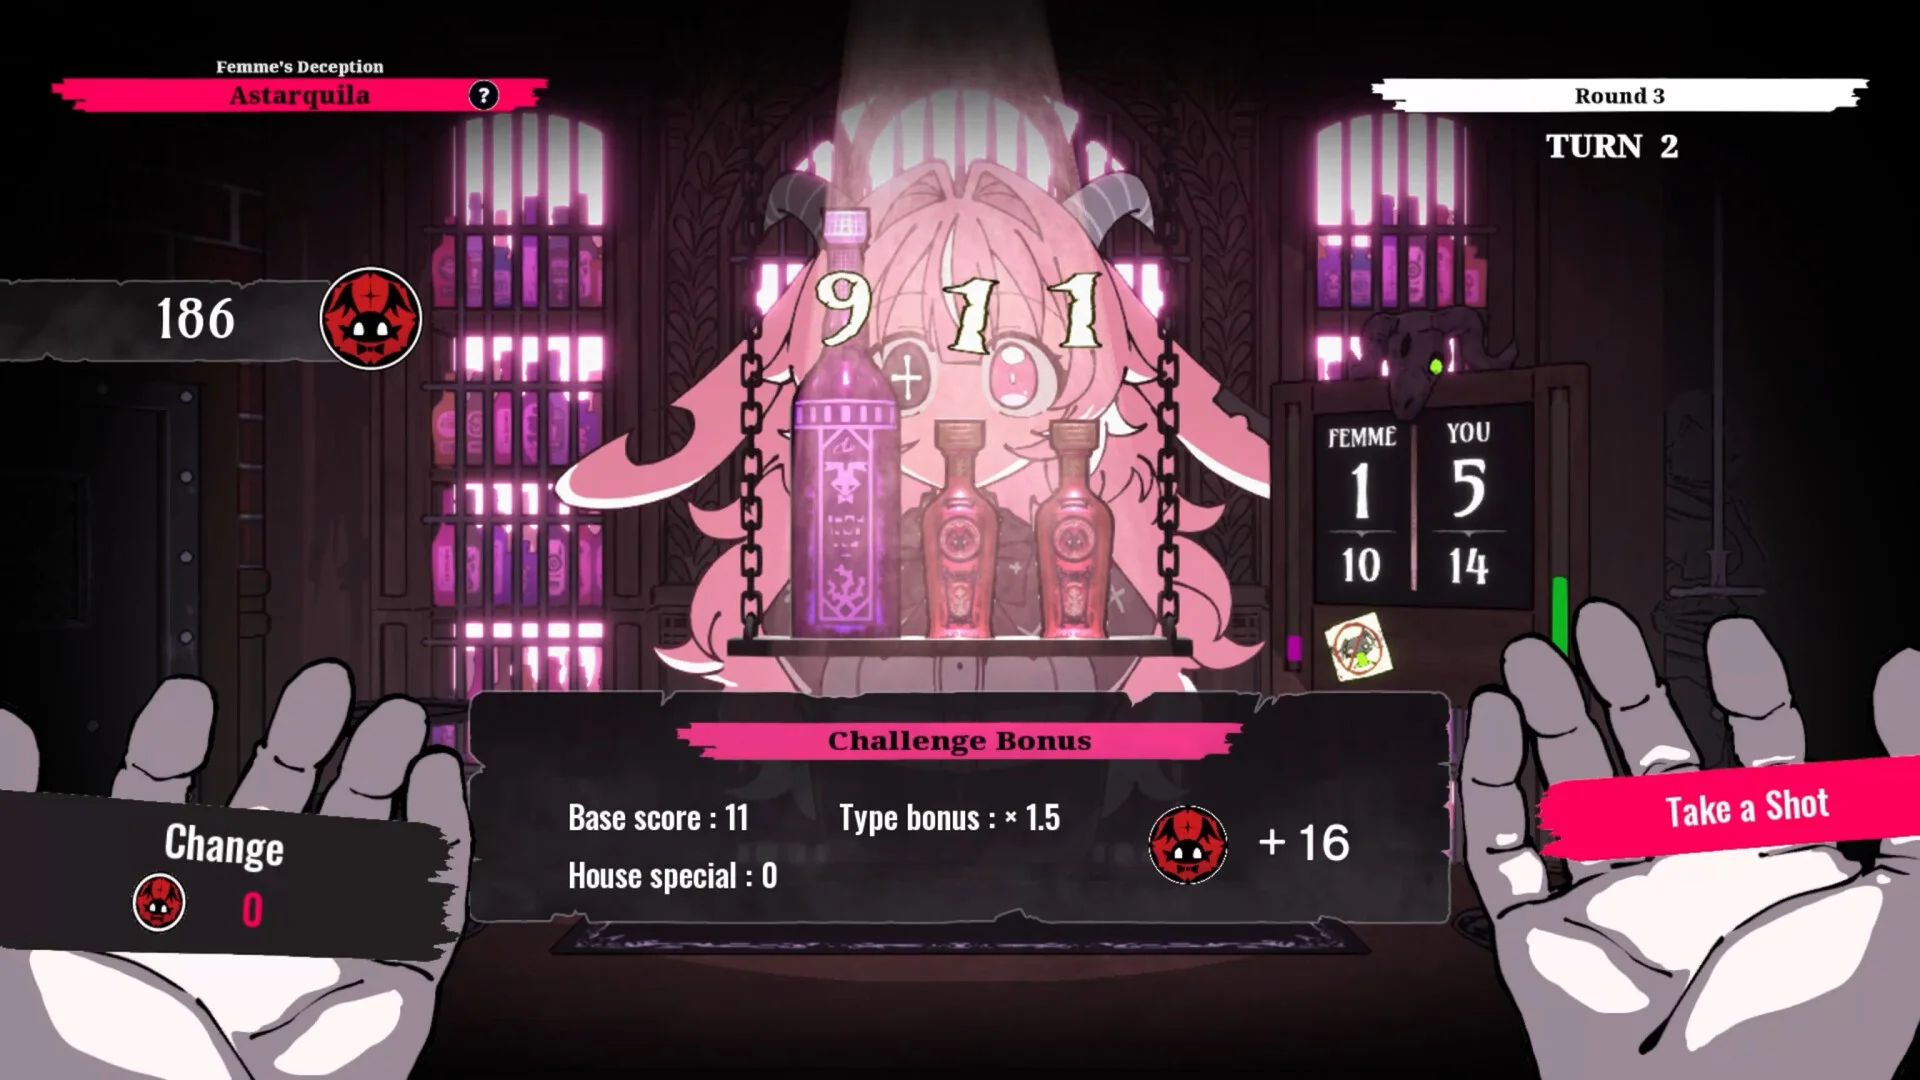 Femme's Deception
Astarquila
?
Round 3
TURN 2
186
9 1 1
FEMME YOU
1 5
10 14
Challenge Bonus
Base score : 11
Type bonus : × 1.5
House special : 0
+ 16
Change
0
Take a Shot